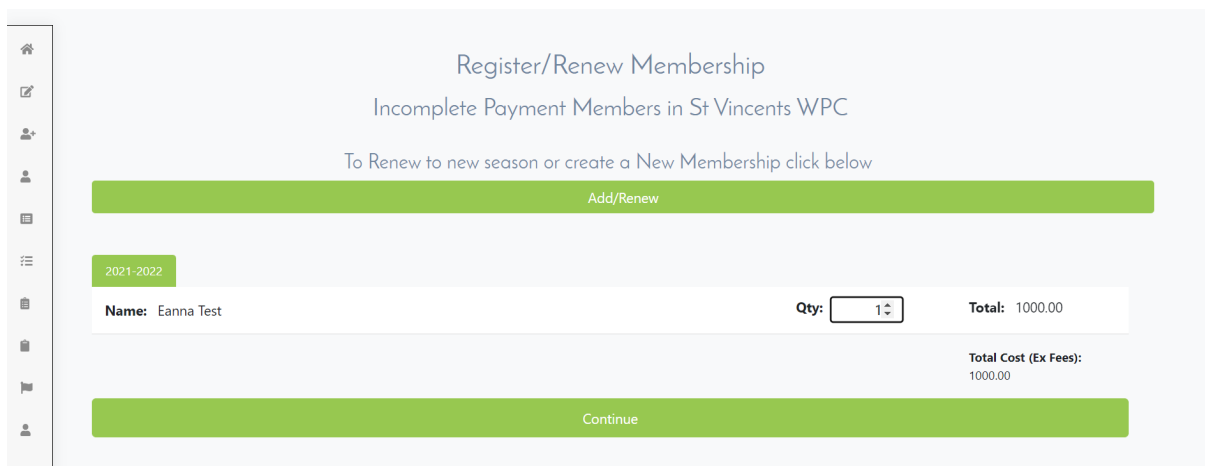 Register/Renew Membership
Incomplete Payment Members in St Vincents WPC
To Renew to new season or create a New Membership click below
Add/Renew
2021-2022
Name: Eanna Test Qty: 1 Total: 1000.00
Total Cost (Ex Fees):
1000.00
Continue